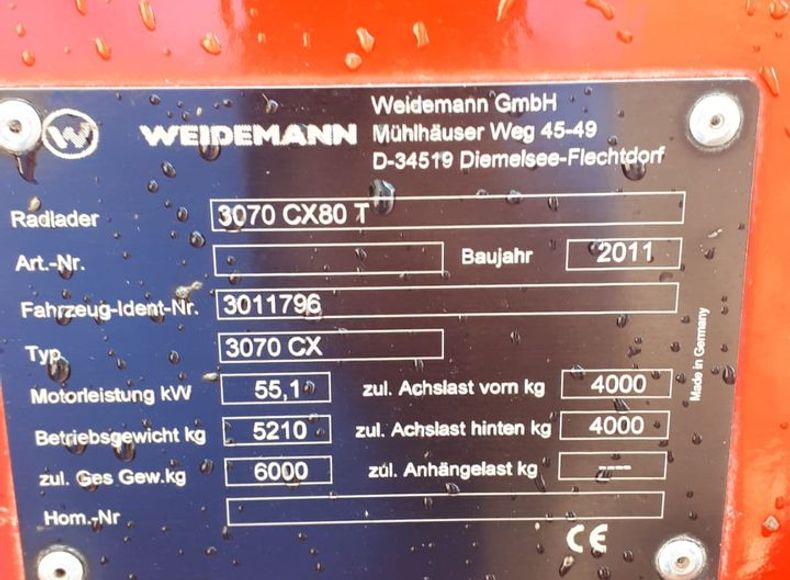 Weidemann GmbH
W WEIDEMANN Mühlhäuser Weg 45-49
D-34519 Diemelsee-Flechtdorf
Radlader 3070 CX80 T
Art.-Nr. Baujahr 2011
Fahrzeug-Ident-Nr. 3011796
Typ 3070 CX
Motorleistung kW 55,1 zul. Achslast vorn kg 4000
Betriebsgewicht kg 5210 zul. Achslast hinten kg 4000
zul. Ges Gew.kg 6000 zul. Anhängelast kg ----
Hom.-Nr
CE
Made in Germany